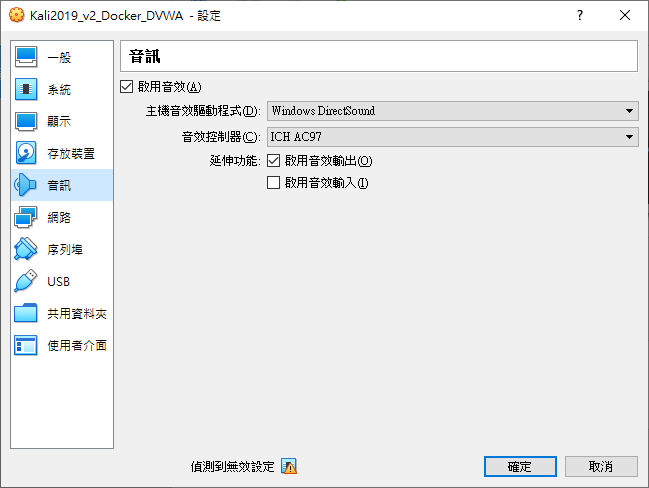 Kali2019_v2_Docker_DVWA - 設定
一般
系統
顯示
存放裝置
音訊
網路
序列埠
USB
共用資料夾
使用者介面
音訊
啟用音效(A)
主機音效驅動程式(D): Windows DirectSound
音效控制器(C): ICH AC97
延伸功能: 啟用音效輸出(O)
啟用音效輸入(I)
偵測到無效設定
確定
取消